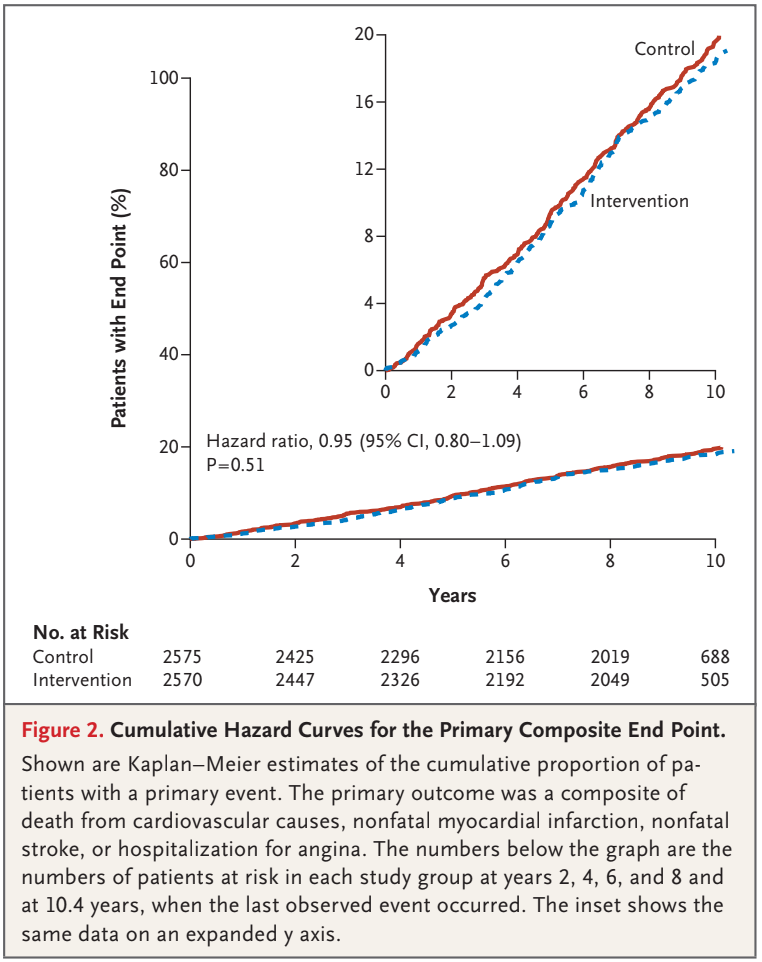 20
Control
100
16
80
12
Intervention
60
8
4
40
0
0 2 4 6 8 10
Patients with End Point (%)
Hazard ratio, 0.95 (95% CI, 0.80–1.09)
20
P=0.51
0
0 2 4 6 8 10
Years
No. at Risk
Control 2575 2425 2296 2156 2019 688
Intervention 2570 2447 2326 2192 2049 505
Figure 2. Cumulative Hazard Curves for the Primary Composite End Point.
Shown are Kaplan–Meier estimates of the cumulative proportion of pa-
tients with a primary event. The primary outcome was a composite of
death from cardiovascular causes, nonfatal myocardial infarction, nonfatal
stroke, or hospitalization for angina. The numbers below the graph are the
numbers of patients at risk in each study group at years 2, 4, 6, and 8 and
at 10.4 years, when the last observed event occurred. The inset shows the
same data on an expanded y axis.